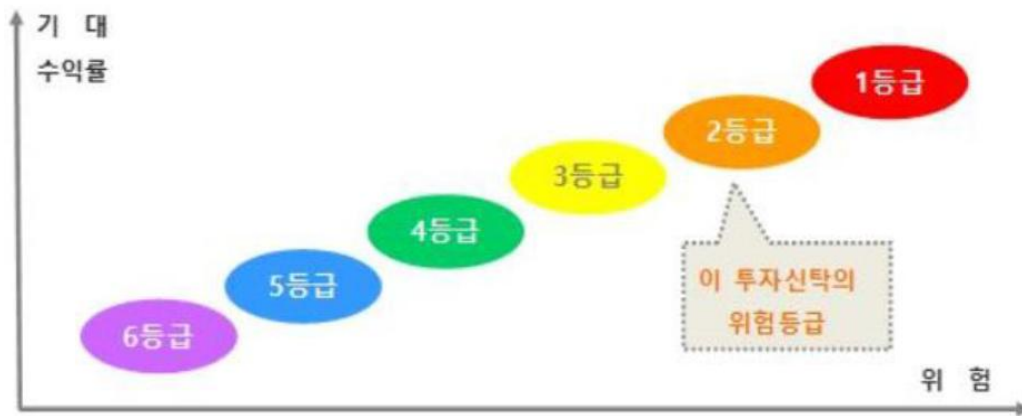 기 대
수익률
1등급
2등급
3등급
4등급
5등급
6등급
이 투자신탁의
위험등급
위 험